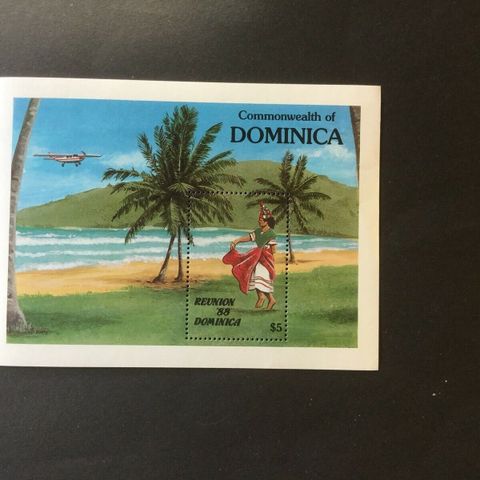 Commonwealth of
DOMINICA
REUNION
'88
DOMINICA
$5